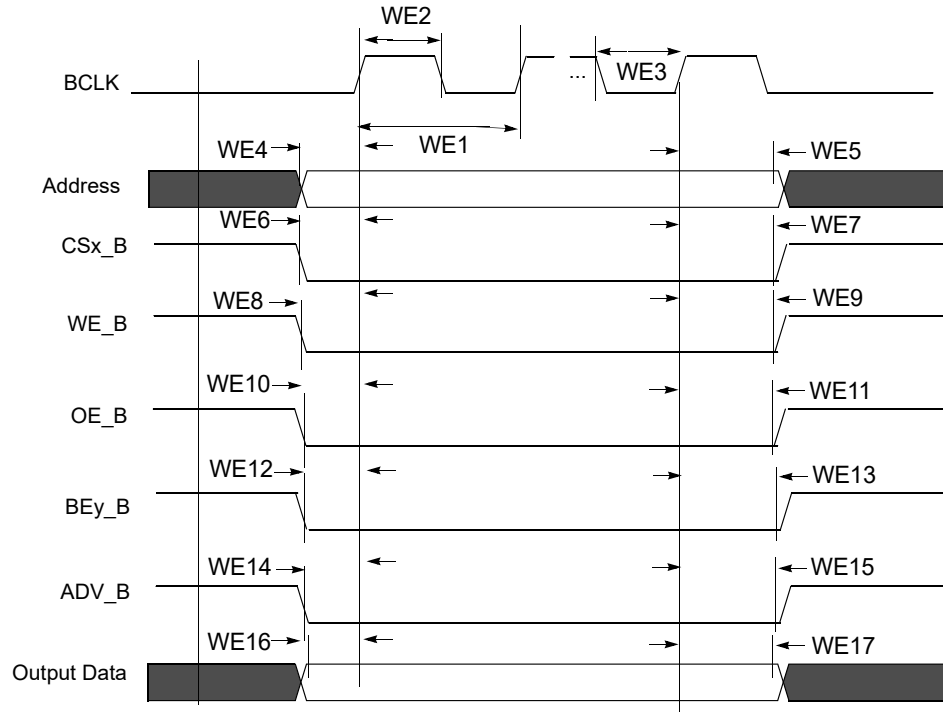 WE2
BCLK
...
WE3
WE4
WE1
WE5
Address
WE6
WE7
CSx_B
WE8
WE9
WE_B
WE10
WE11
OE_B
WE12
WE13
BEy_B
WE14
WE15
ADV_B
WE16
WE17
Output Data